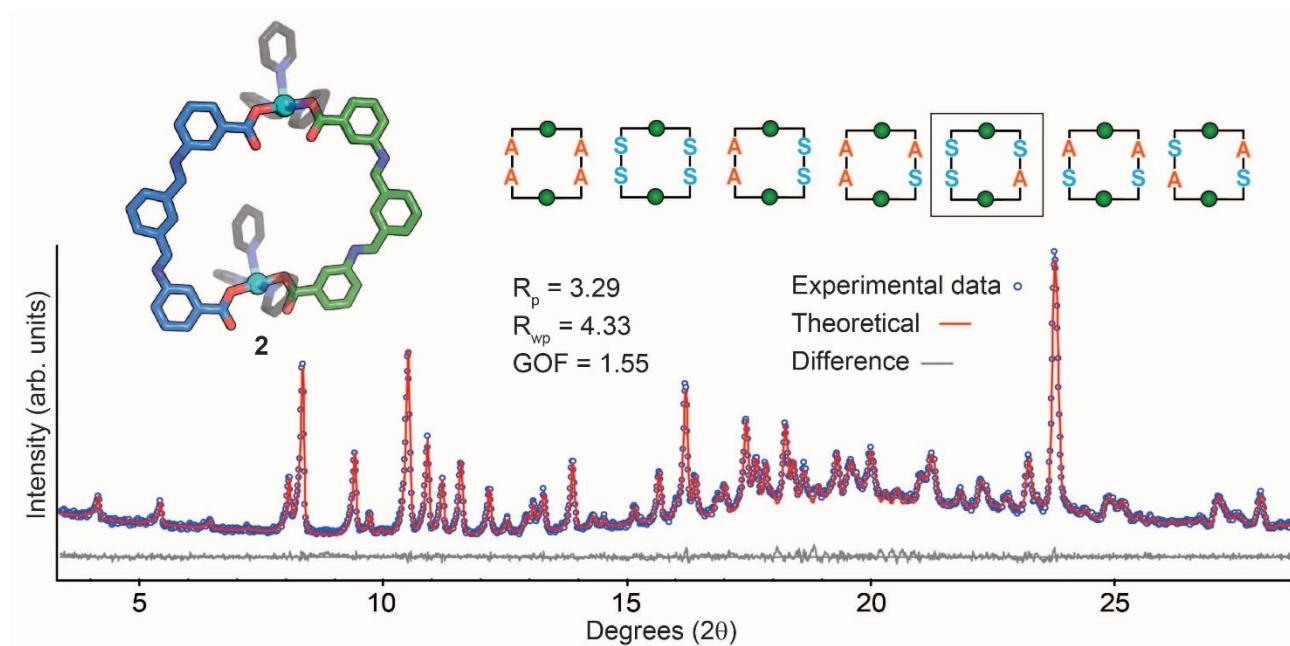 A A S S A S A A S S A A S A
A A S S A S A S S A S S A S
2
Rp = 3.29
Rwp = 4.33
GOF = 1.55
Experimental data
Theoretical
Difference
Intensity (arb. units)
5 10 15 20 25
Degrees (2θ)